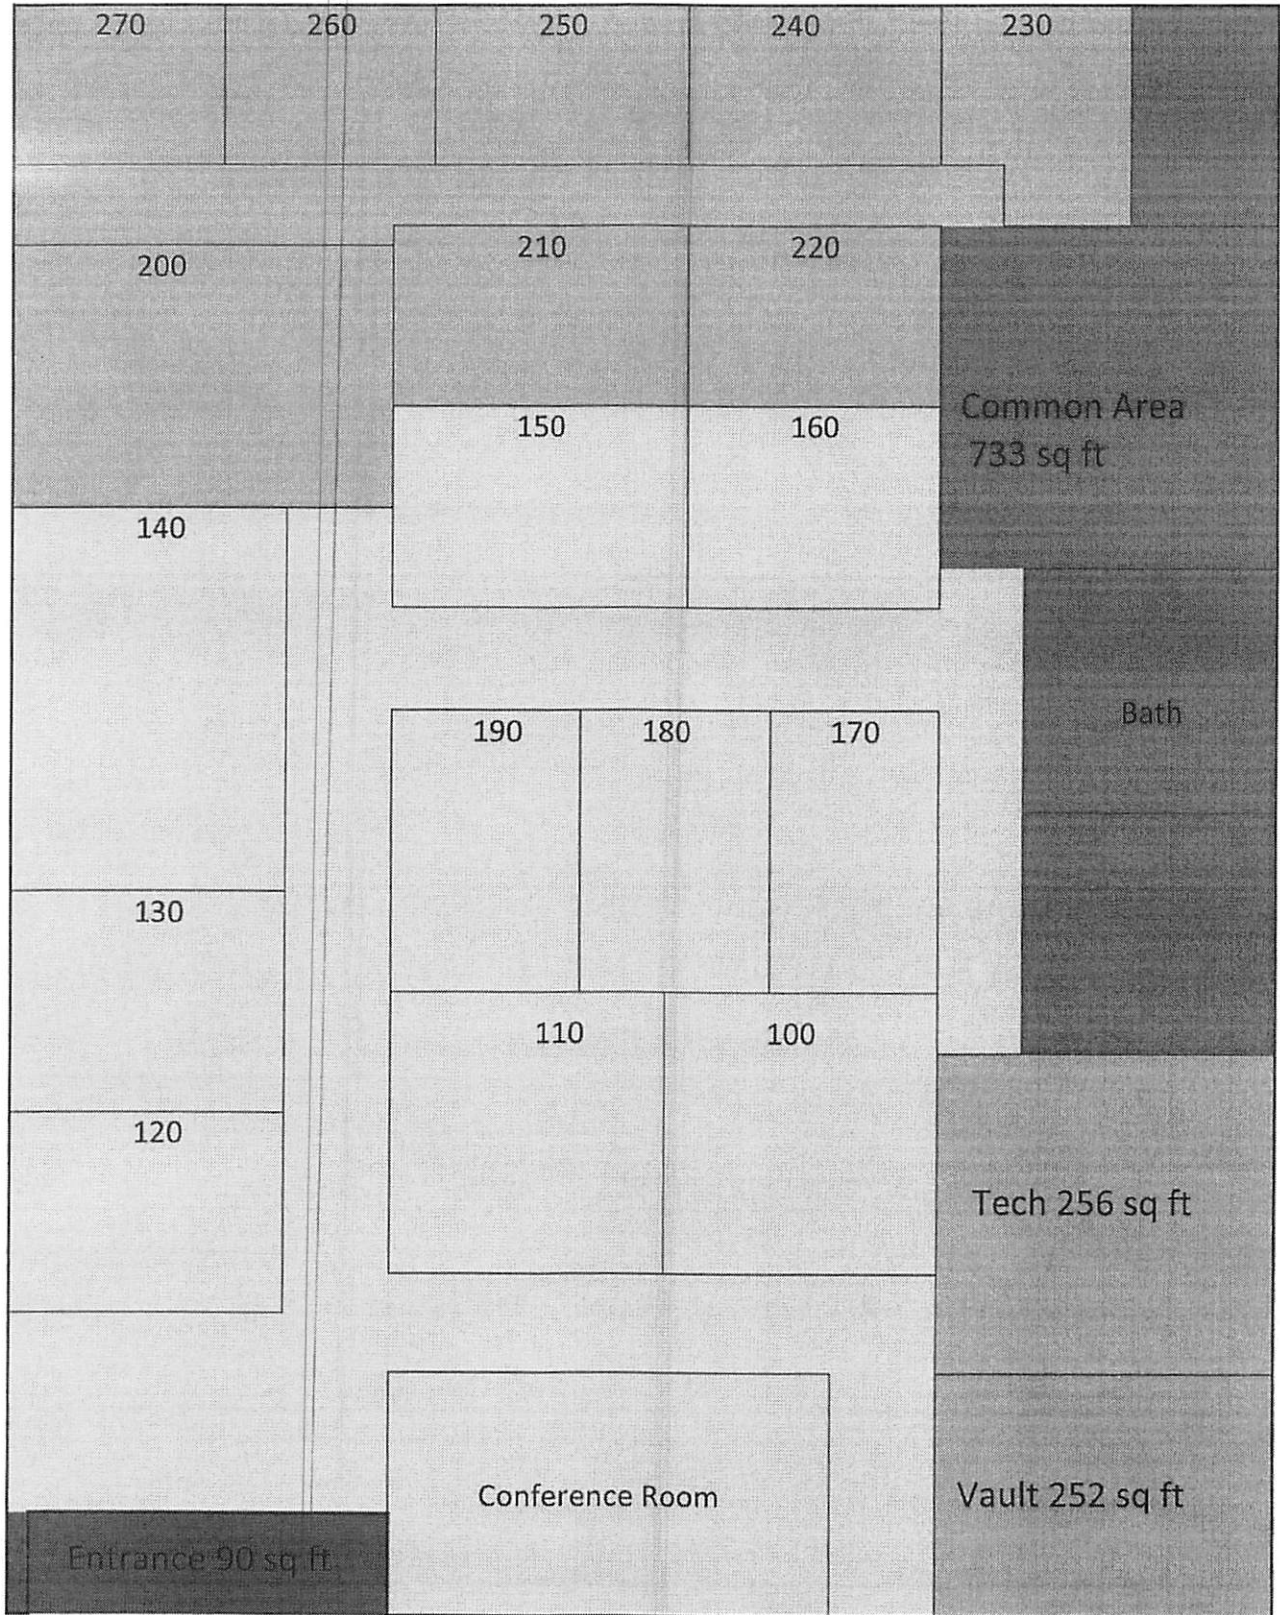 270
260
250
240
230
200
210
220
150
160
Common Area
733 sq ft
140
190
180
170
Bath
130
110
100
120
Tech 256 sq ft
Conference Room
Vault 252 sq ft
Entrance 90 sq ft